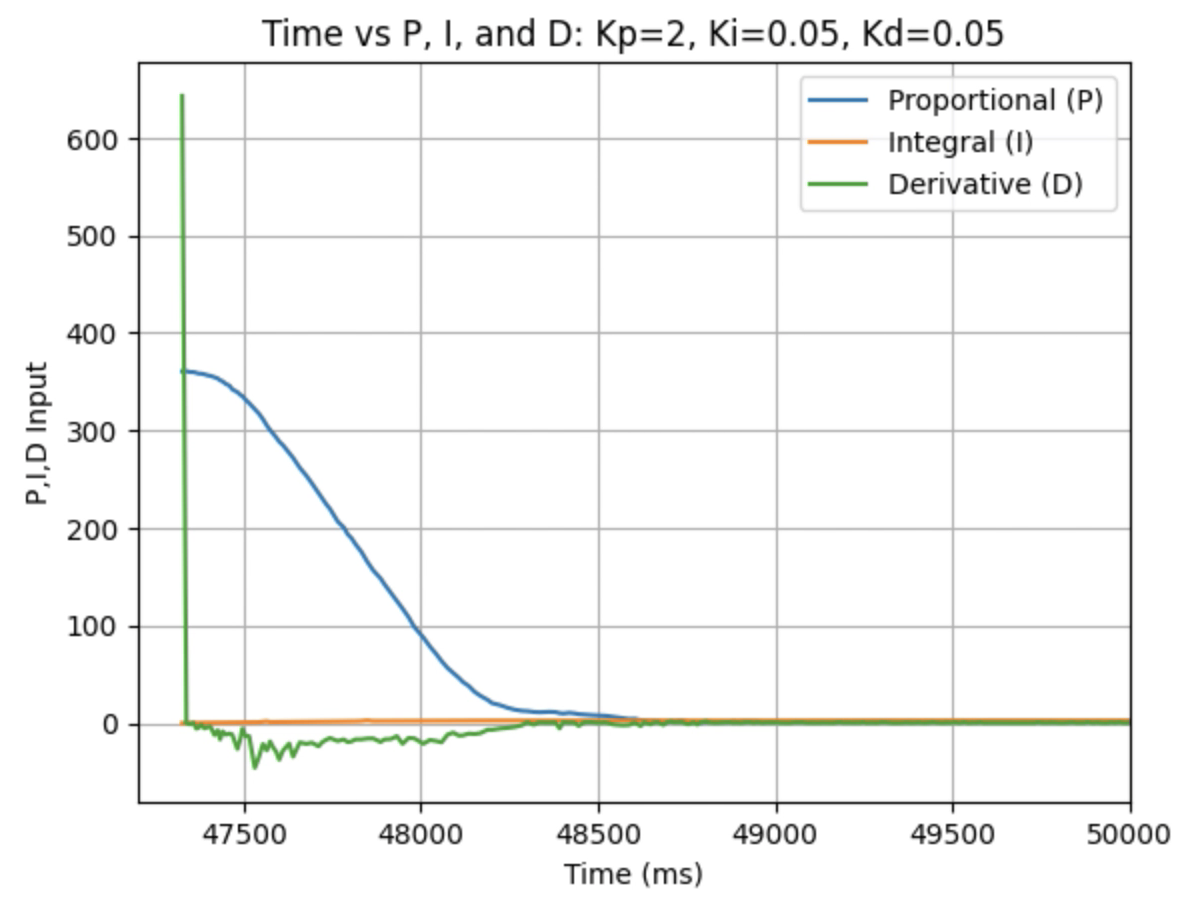 Time vs P, I, and D: Kp=2, Ki=0.05, Kd=0.05
Proportional (P)
Integral (I)
Derivative (D)
600
500
400
300
200
100
0
P,I,D Input
47500 48000 48500 49000 49500 50000
Time (ms)